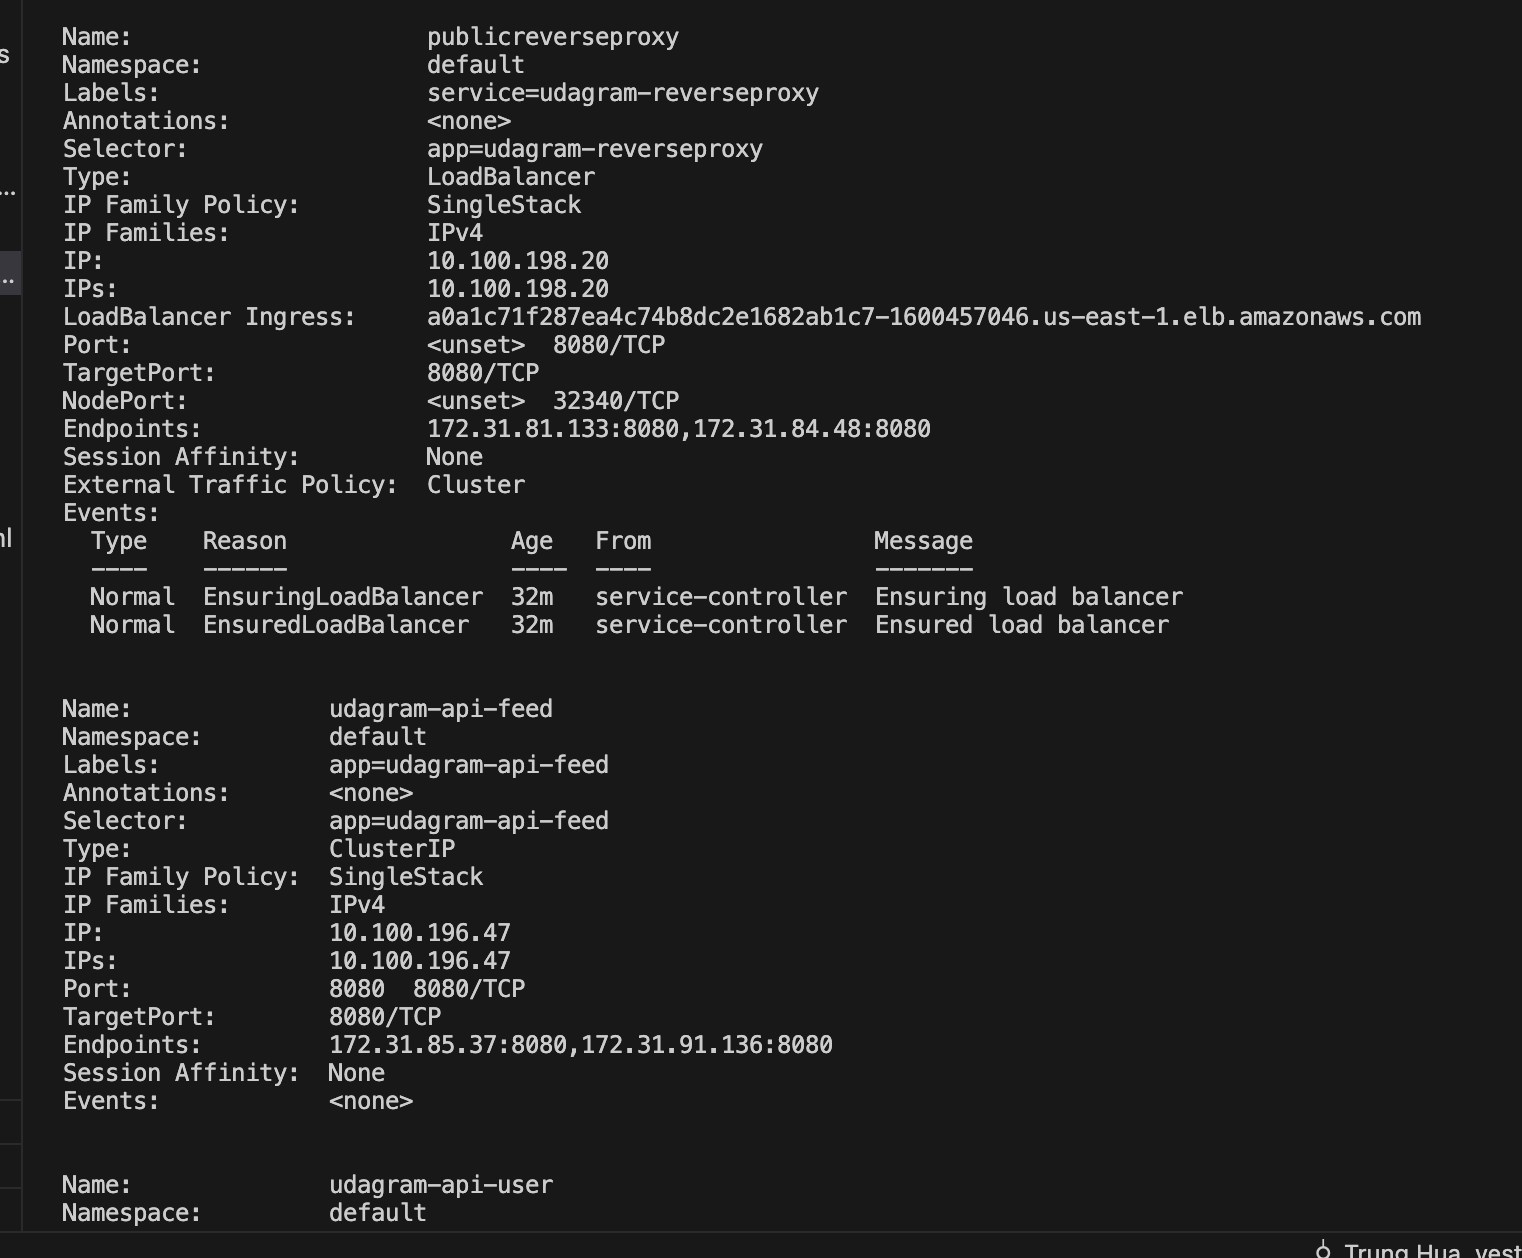 s
Name: publicreverseproxy
Namespace: default
Labels: service=udagram-reverseproxy
Annotations: <none>
Selector: app=udagram-reverseproxy
Type: LoadBalancer
...
IP Family Policy: SingleStack
IP Families: IPv4
IP: 10.100.198.20
..
IPs: 10.100.198.20
LoadBalancer Ingress: a0a1c71f287ea4c74b8dc2e1682ab1c7-1600457046.us-east-1.elb.amazonaws.com
Port: <unset> 8080/TCP
TargetPort: 8080/TCP
NodePort: <unset> 32340/TCP
Endpoints: 172.31.81.133:8080,172.31.84.48:8080
Session Affinity: None
External Traffic Policy: Cluster
Events:
Type Reason Age From Message
---- ------ ---- ---- -------
Normal EnsuringLoadBalancer 32m service-controller Ensuring load balancer
Normal EnsuredLoadBalancer 32m service-controller Ensured load balancer
Name: udagram-api-feed
Namespace: default
Labels: app=udagram-api-feed
Annotations: <none>
Selector: app=udagram-api-feed
Type: ClusterIP
IP Family Policy: SingleStack
IP Families: IPv4
IP: 10.100.196.47
IPs: 10.100.196.47
Port: 8080 8080/TCP
TargetPort: 8080/TCP
Endpoints: 172.31.85.37:8080,172.31.91.136:8080
Session Affinity: None
Events: <none>
Name: udagram-api-user
Namespace: default
Trung Hua, yest